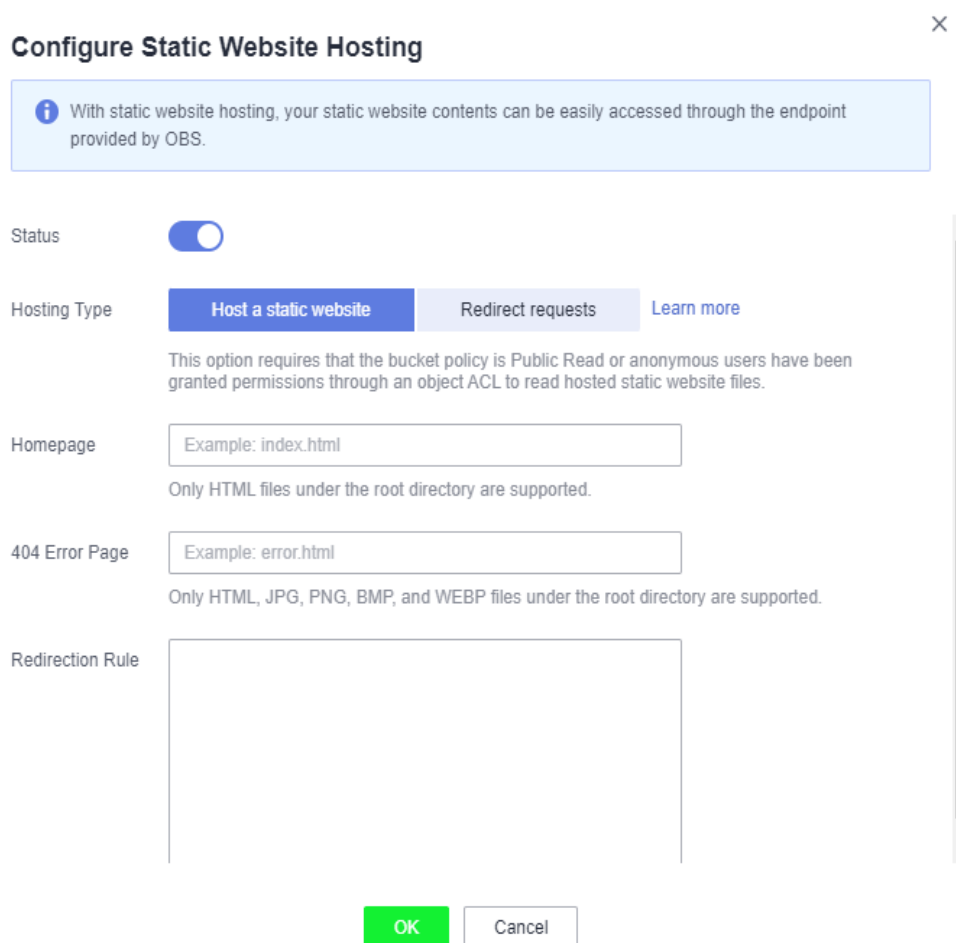 Configure Static Website Hosting
With static website hosting, your static website contents can be easily accessed through the endpoint
provided by OBS.
Status
Hosting Type
Host a static website
Redirect requests
Learn more
This option requires that the bucket policy is Public Read or anonymous users have been
granted permissions through an object ACL to read hosted static website files.
Homepage
Example: index.html
Only HTML files under the root directory are supported.
404 Error Page
Example: error.html
Only HTML, JPG, PNG, BMP, and WEBP files under the root directory are supported.
Redirection Rule
OK
Cancel